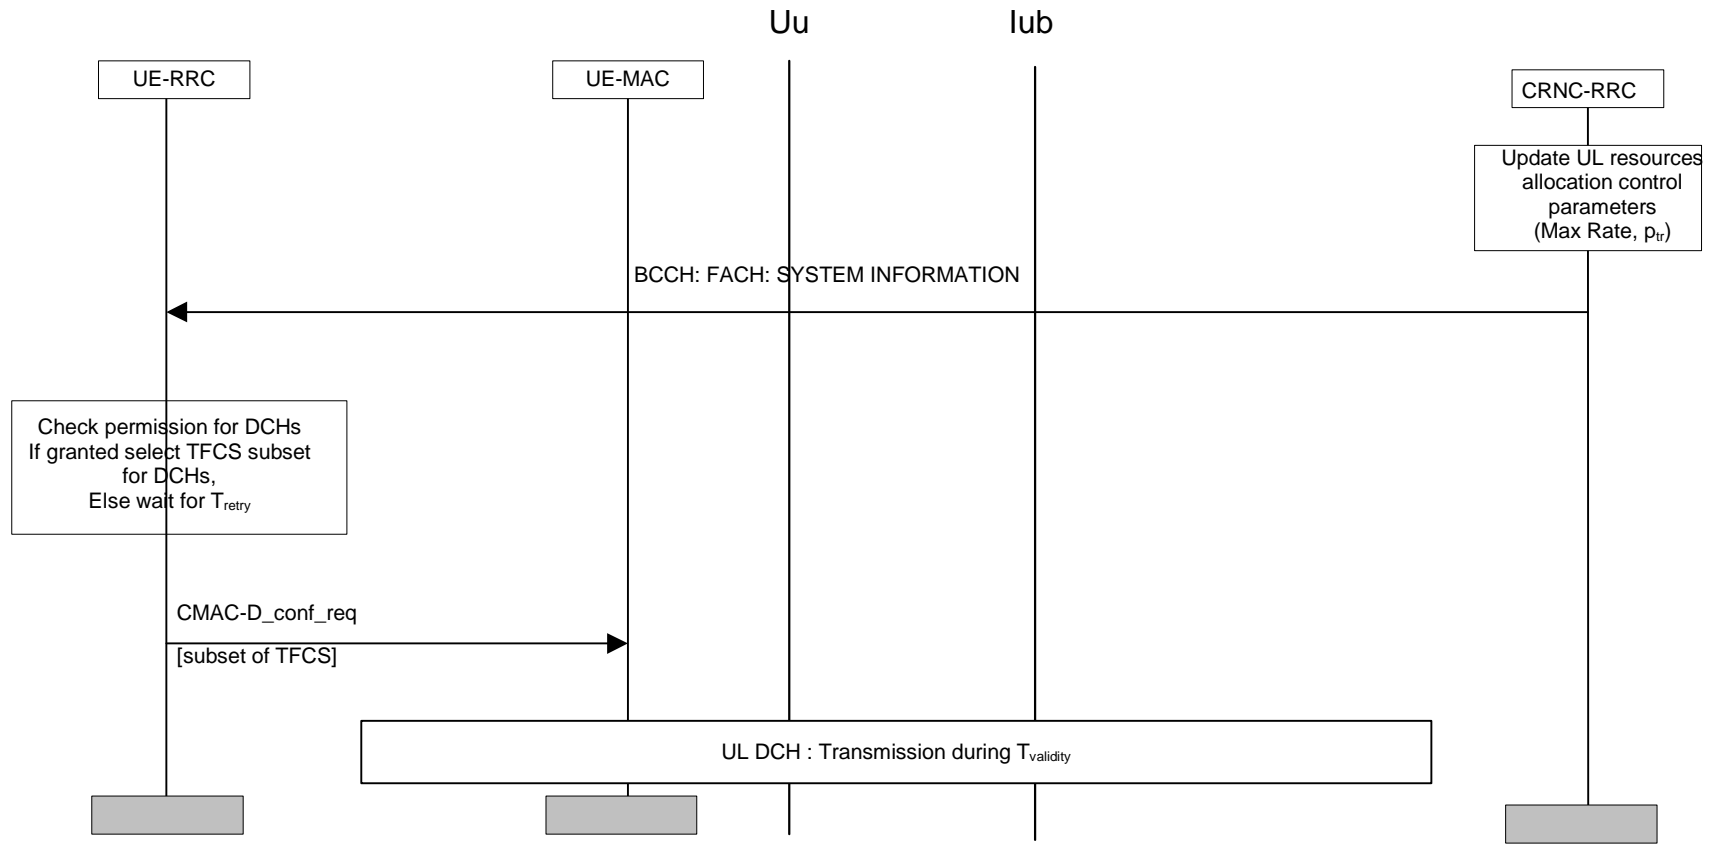 Uu
Iub
UE-RRC
UE-MAC
CRNC-RRC
Update UL resources
allocation control
parameters
(Max Rate, ptr)
BCCH: FACH: SYSTEM INFORMATION
Check permission for DCHs
If granted select TFCS subset
for DCHs,
Else wait for Tretry
CMAC-D_conf_req
[subset of TFCS]
UL DCH : Transmission during Tvalidity